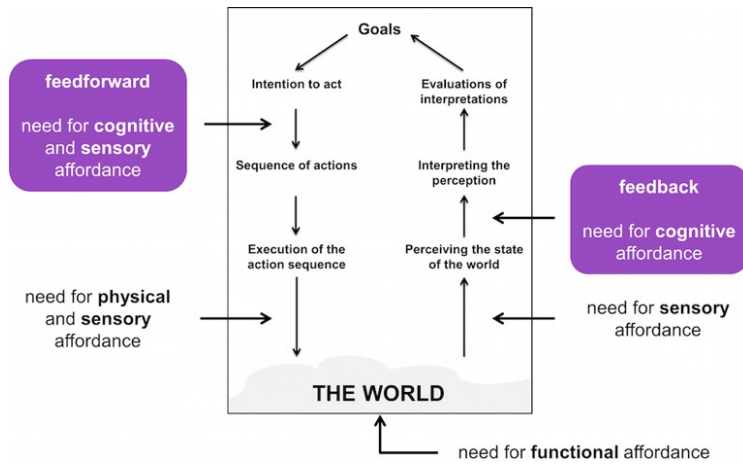 Goals
feedforward
need for cognitive
and sensory
affordance
Intention to act
Sequence of actions
Execution of the
action sequence
need for physical
and sensory
affordance
Evaluations of
interpretations
Interpreting the
perception
Perceiving the state
of the world
feedback
need for cognitive
affordance
need for sensory
affordance
THE WORLD
need for functional affordance